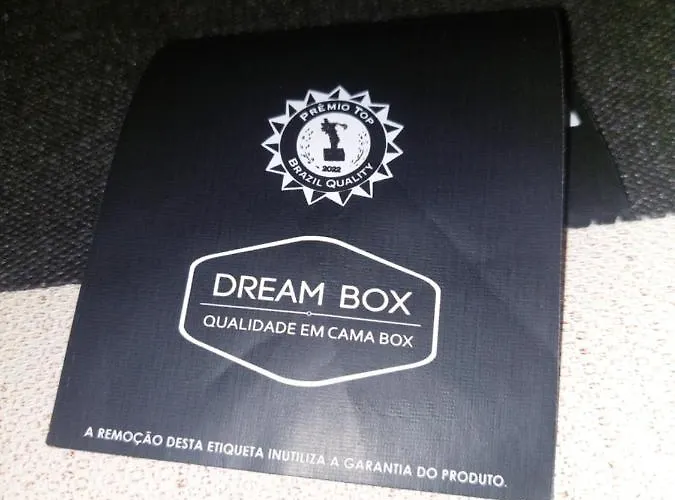 PRÊMIO TOP
2022
BRAZIL QUALITY
DREAM BOX
QUALIDADE EM CAMA BOX
A REMOÇÃO DESTA ETIQUETA INUTILIZA A GARANTIA DO PRODUTO.